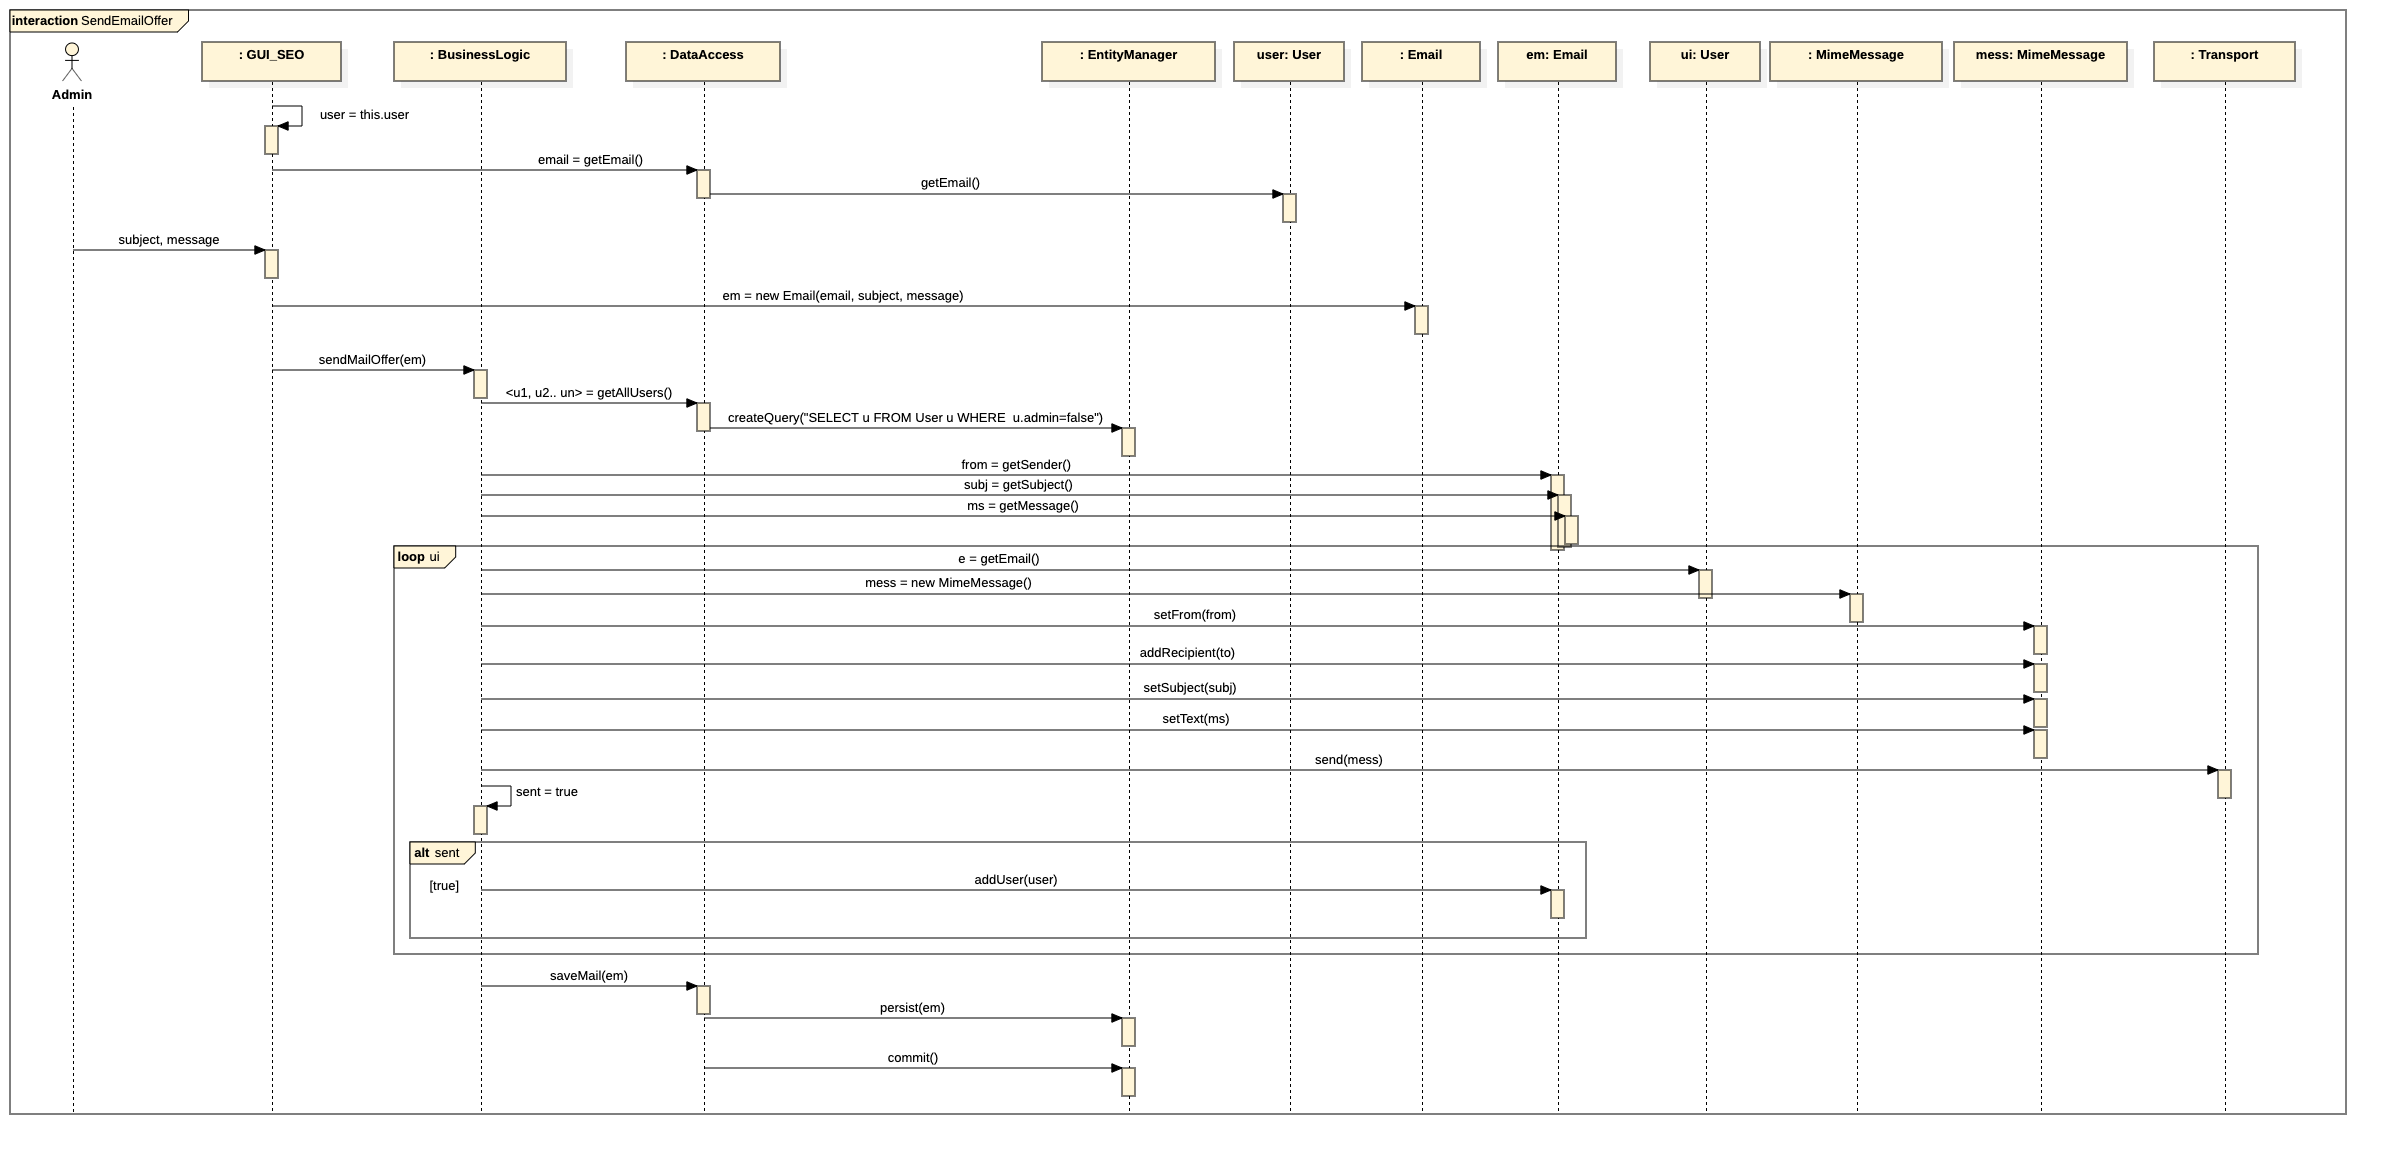 interaction SendEmailOffer
Admin
: GUI_SEO
: BusinessLogic
: DataAccess
: EntityManager
user: User
: Email
em: Email
ui: User
: MimeMessage
mess: MimeMessage
: Transport
user = this.user
email = getEmail()
getEmail()
subject, message
em = new Email(email, subject, message)
sendMailOffer(em)
<u1, u2.. un> = getAllUsers()
createQuery("SELECT u FROM User u WHERE  u.admin=false")
from = getSender()
subj = getSubject()
ms = getMessage()
loop ui
e = getEmail()
mess = new MimeMessage()
setFrom(from)
addRecipient(to)
setSubject(subj)
setText(ms)
send(mess)
sent = true
alt sent
[true]
addUser(user)
saveMail(em)
persist(em)
commit()